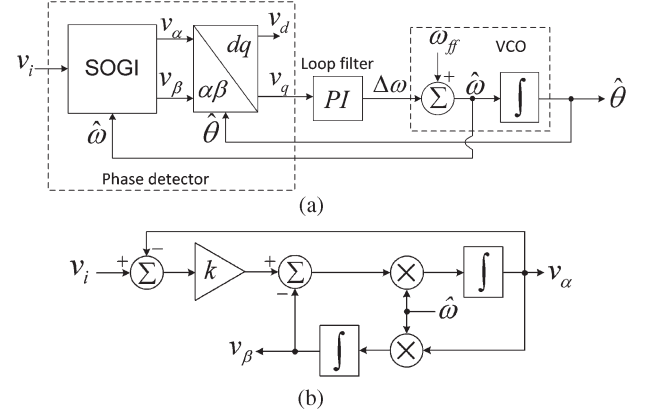 v_i
SOGI
v_α
v_β
ω̂
dq
αβ
θ̂
v_d
v_q
Loop filter
PI
Δω
ω_ff
VCO
+
Σ
ω̂
∫
θ̂
Phase detector
(a)
v_i
+
−
Σ
k
+
−
Σ
×
∫
v_α
ω̂
v_β
∫
×
(b)